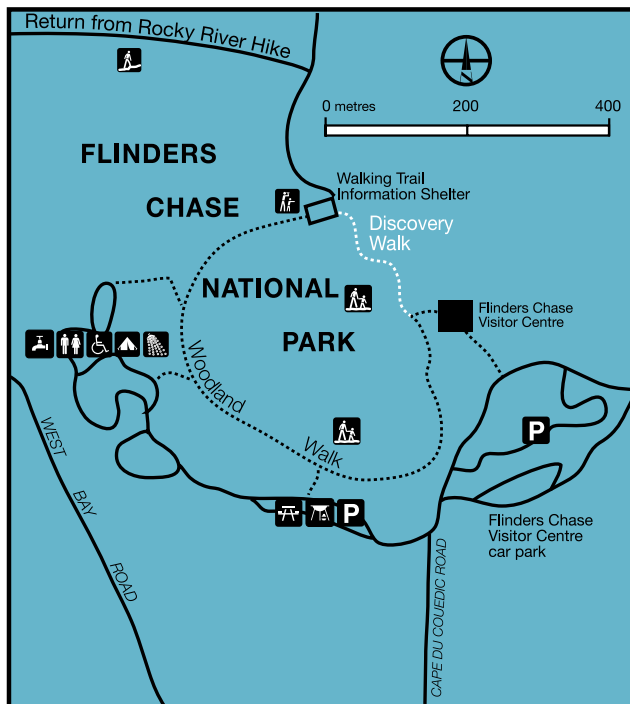 Return from Rocky River Hike
0 metres 200 400
FLINDERS
CHASE
NATIONAL
PARK
Walking Trail
Information Shelter
Discovery
Walk
Flinders Chase
Visitor Centre
Woodland
Walk
P
P
WEST
BAY
ROAD
Flinders Chase
Visitor Centre
car park
CAPE DU COUEDIC ROAD
N